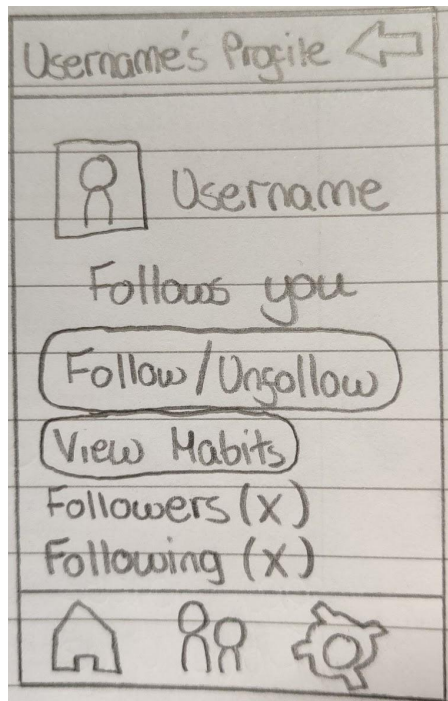 Username's Profile
Username
Follows you
Follow/Unfollow
View Habits
Followers (x)
Following (x)